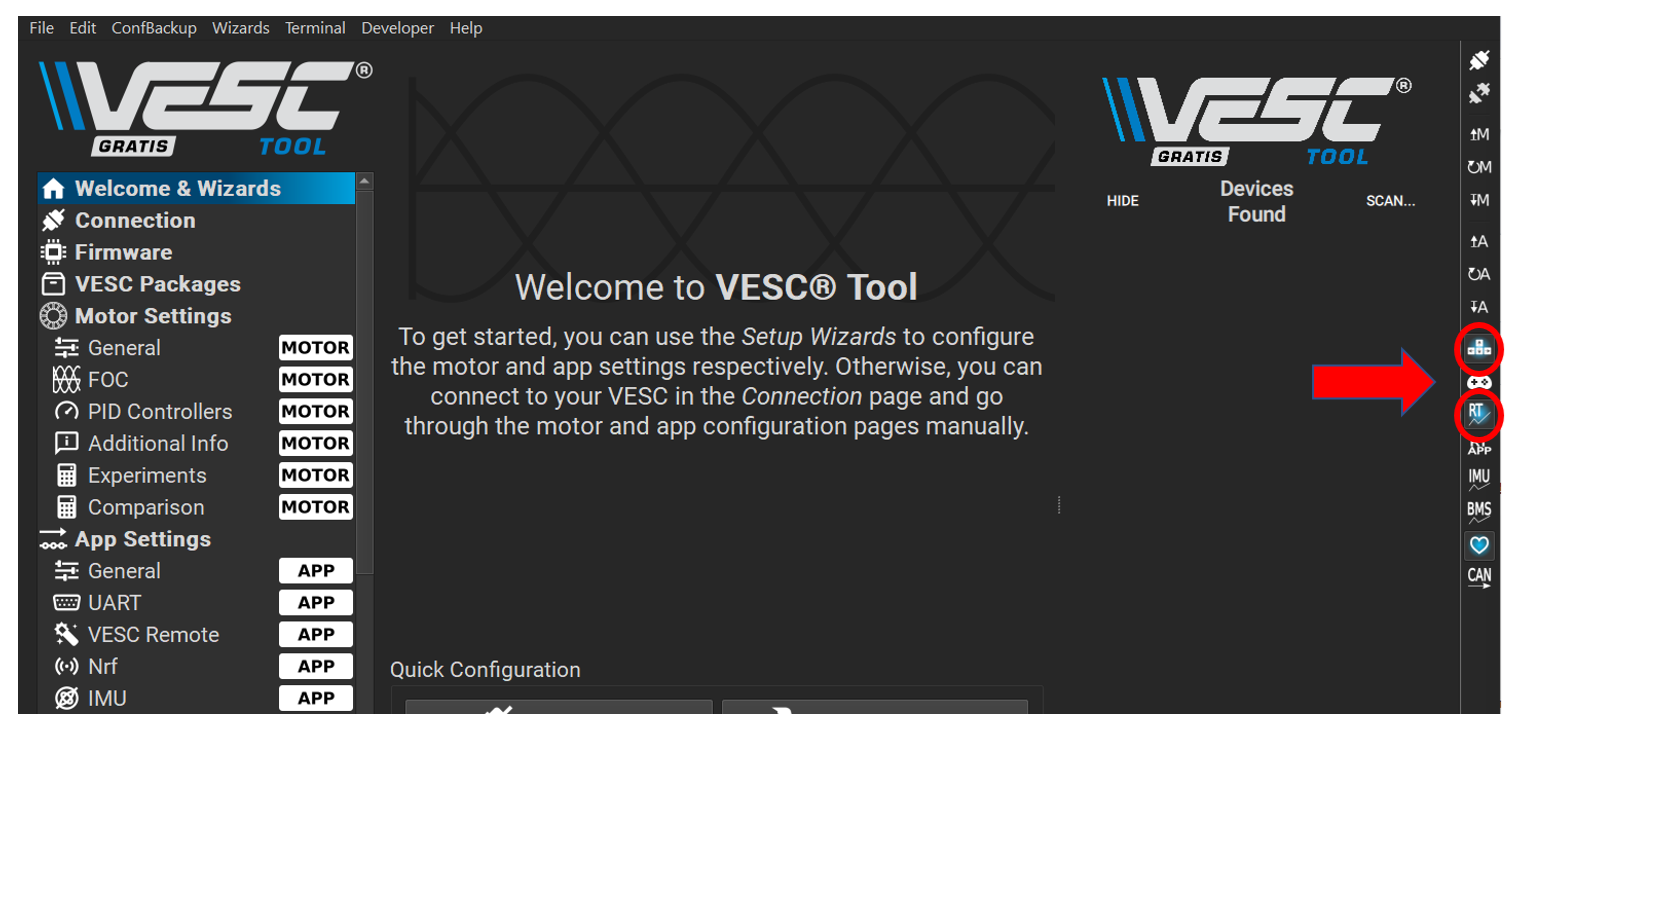 File Edit ConfBackup Wizards Terminal Developer Help
VESC®
GRATIS TOOL
Welcome & Wizards
Connection
Firmware
VESC Packages
Motor Settings
General MOTOR
FOC MOTOR
PID Controllers MOTOR
Additional Info MOTOR
Experiments MOTOR
Comparison MOTOR
App Settings
General APP
UART APP
VESC Remote APP
Nrf APP
IMU APP
Welcome to VESC® Tool
To get started, you can use the Setup Wizards to configure
the motor and app settings respectively. Otherwise, you can
connect to your VESC in the Connection page and go
through the motor and app configuration pages manually.
Quick Configuration
VESC®
GRATIS TOOL
HIDE
Devices
Found
SCAN...
M
M
M
A
A
A
RT
RT
APP
IMU
BMS
CAN